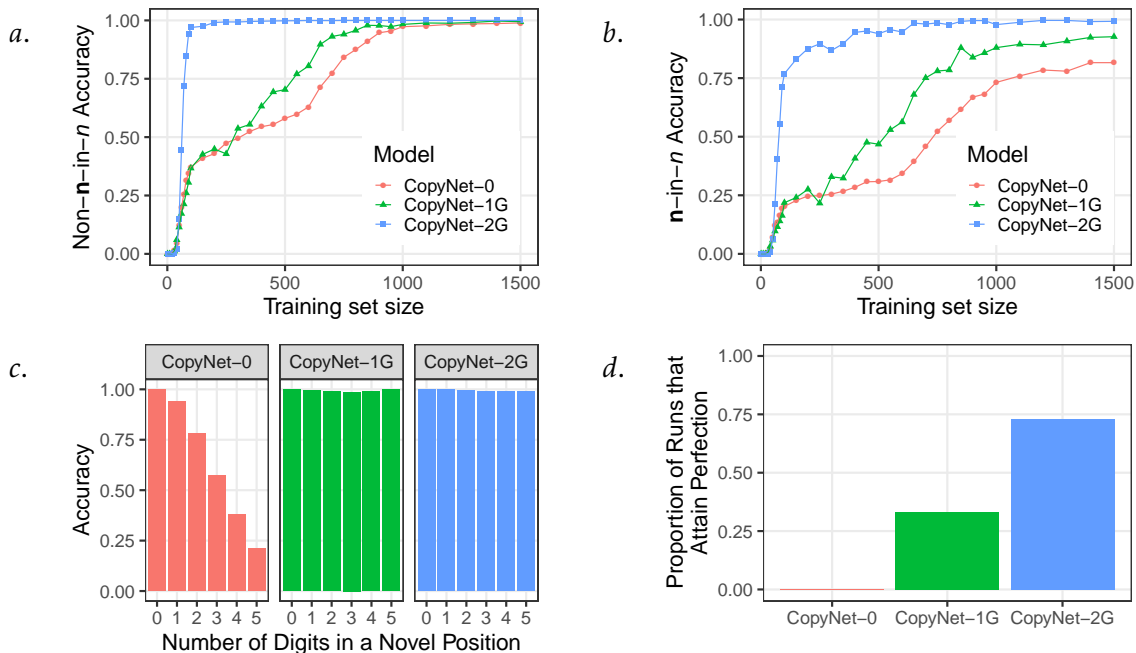 a.
Non−n−in−n Accuracy
1.00
0.75
0.50
0.25
0.00
Model
CopyNet−0
CopyNet−1G
CopyNet−2G
0 500 1000 1500
Training set size
b.
n−in−n Accuracy
1.00
0.75
0.50
0.25
0.00
Model
CopyNet−0
CopyNet−1G
CopyNet−2G
0 500 1000 1500
Training set size
c.
CopyNet−0 CopyNet−1G CopyNet−2G
Accuracy
1.00
0.75
0.50
0.25
0.00
0 1 2 3 4 5 0 1 2 3 4 5 0 1 2 3 4 5
Number of Digits in a Novel Position
d.
Proportion of Runs that
Attain Perfection
1.00
0.75
0.50
0.25
0.00
CopyNet−0 CopyNet−1G CopyNet−2G